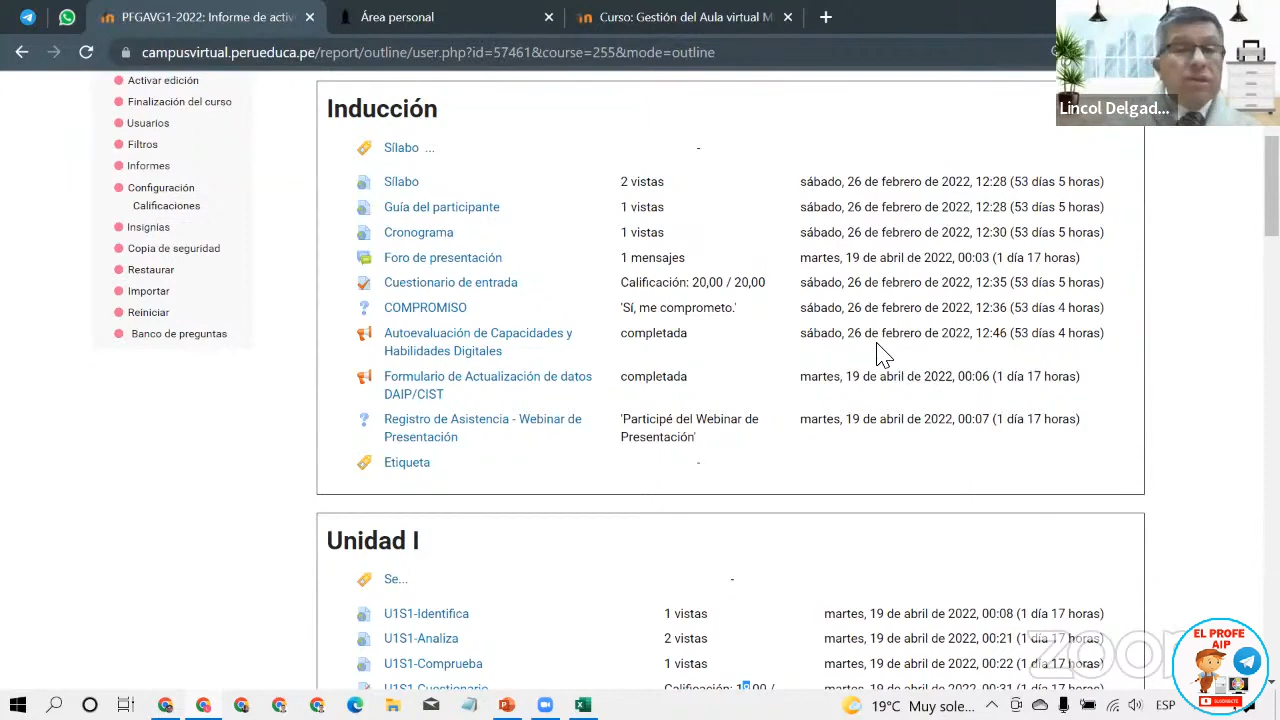 PFGAVG1-2022: Informe de activ
Área personal
Curso: Gestión del Aula virtual M
campusvirtual.perueduca.pe/report/outline/user.php?id=57461&course=255&mode=outline
Lincol Delgad...
Activar edición
Finalización del curso
Usuarios
Filtros
Informes
Configuración
Calificaciones
Insignias
Copia de seguridad
Restaurar
Importar
Reiniciar
Banco de preguntas
Inducción
Sílabo ... -
Sílabo 2 vistas sábado, 26 de febrero de 2022, 12:28 (53 días 5 horas)
Guía del participante 1 vistas sábado, 26 de febrero de 2022, 12:28 (53 días 5 horas)
Cronograma 1 vistas sábado, 26 de febrero de 2022, 12:30 (53 días 5 horas)
Foro de presentación 1 mensajes martes, 19 de abril de 2022, 00:03 (1 día 17 horas)
Cuestionario de entrada Calificación: 20,00 / 20,00 sábado, 26 de febrero de 2022, 12:35 (53 días 5 horas)
COMPROMISO 'Sí, me comprometo.' sábado, 26 de febrero de 2022, 12:36 (53 días 4 horas)
Autoevaluación de Capacidades y completada sábado, 26 de febrero de 2022, 12:46 (53 días 4 horas)
Habilidades Digitales
Formulario de Actualización de datos completada martes, 19 de abril de 2022, 00:06 (1 día 17 horas)
DAIP/CIST
Registro de Asistencia - Webinar de 'Participé del Webinar de martes, 19 de abril de 2022, 00:07 (1 día 17 horas)
Presentación Presentación'
Etiqueta -
Unidad I
Se... -
U1S1-Identifica 1 vistas martes, 19 de abril de 2022, 00:08 (1 día 17 horas)
U1S1-Analiza 2 vistas martes, 19 de abril de 2022, 00:21 (1 día 17 horas)
U1S1-Comprueba 1 vistas martes, 19 de abril de 2022, 00:22 (1 día 17 horas)
U1S1-Cuestionario Calificación:
zoom
EL PROFE
AIP
SUSCRIBETE
19°C Muy so
ESP